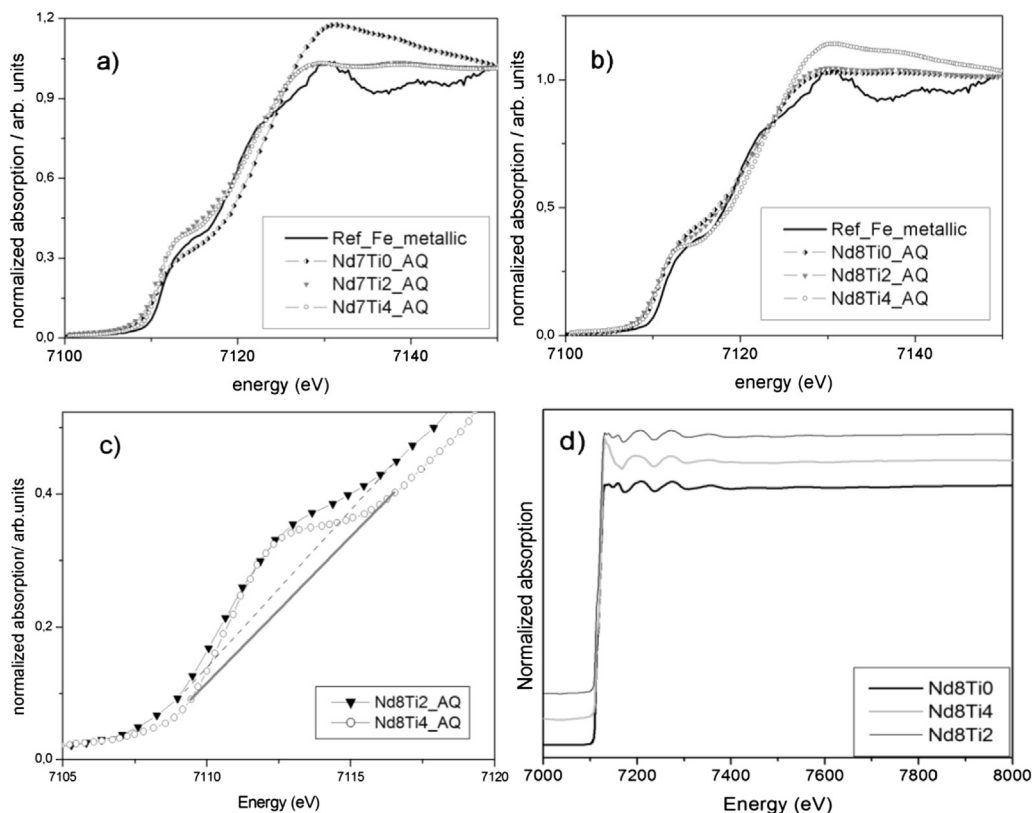 a)
normalized absorption / arb. units
1,2
0,9
0,6
0,3
0,0
7100
7120
7140
energy (eV)
Ref_Fe_metallic
Nd7Ti0_AQ
Nd7Ti2_AQ
Nd7Ti4_AQ
b)
normalized absorption / arb. units
1,0
0,5
0,0
7100
7120
7140
energy (eV)
Ref_Fe_metallic
Nd8Ti0_AQ
Nd8Ti2_AQ
Nd8Ti4_AQ
c)
normalized absorption/ arb.units
0,4
0,2
0,0
7105
7110
7115
7120
Energy (eV)
Nd8Ti2_AQ
Nd8Ti4_AQ
d)
Normalized absorption
7000
7200
7400
7600
7800
8000
Energy (eV)
Nd8Ti0
Nd8Ti4
Nd8Ti2